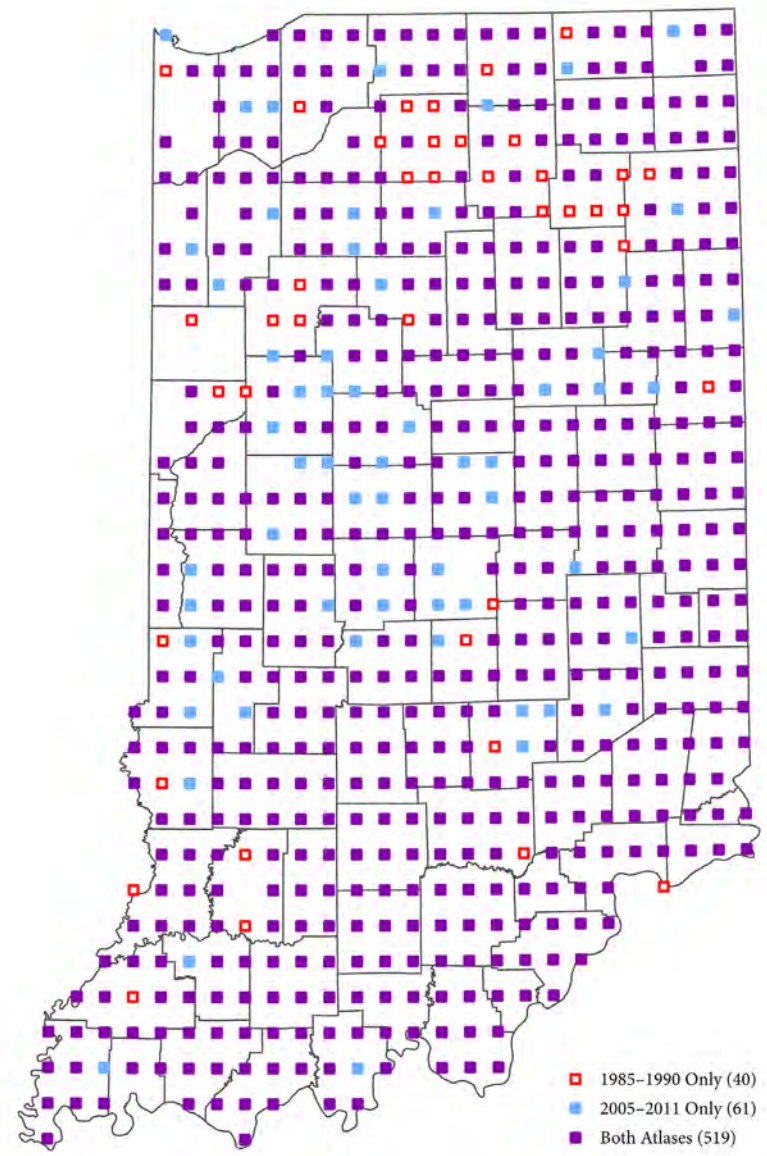 1985–1990 Only (40)
2005–2011 Only (61)
Both Atlases (519)